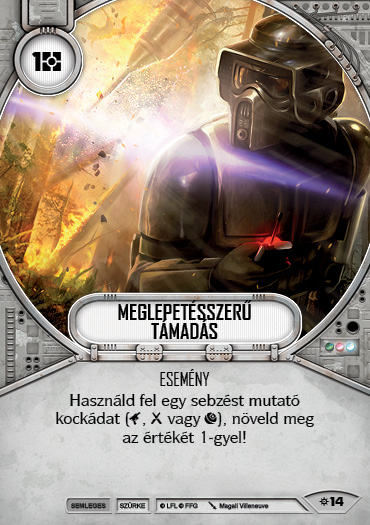 1
MEGLEPETÉSSZERŰ
TÁMADÁS
ESEMÉNY
Használd fel egy sebzést mutató
kockádat ( , vagy ), növeld meg
az értékét 1-gyel!
SEMLEGES SZÜRKE © LFL © FFG Magali Villeneuve
14